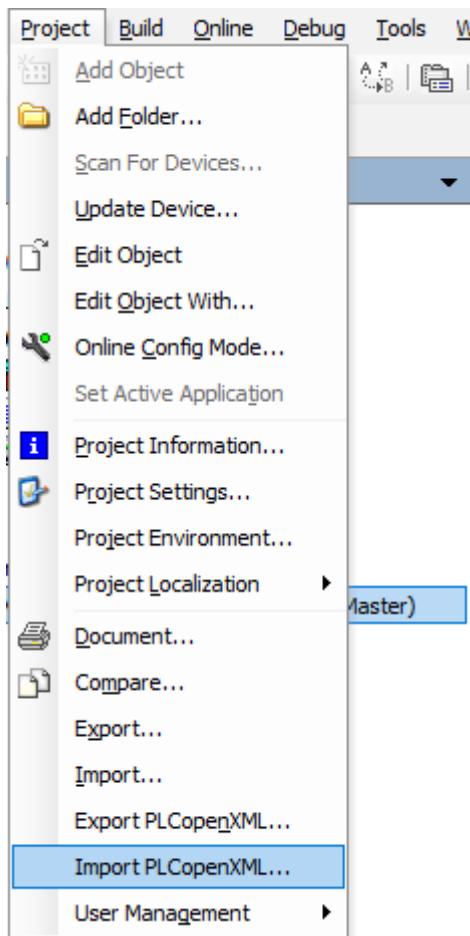 Project Build Online Debug Tools
Add Object
Add Folder...
Scan For Devices...
Update Device...
Edit Object
Edit Object With...
Online Config Mode...
Set Active Application
Project Information...
Project Settings...
Project Environment...
Project Localization
Master)
Document...
Compare...
Export...
Import...
Export PLCopenXML...
Import PLCopenXML...
User Management